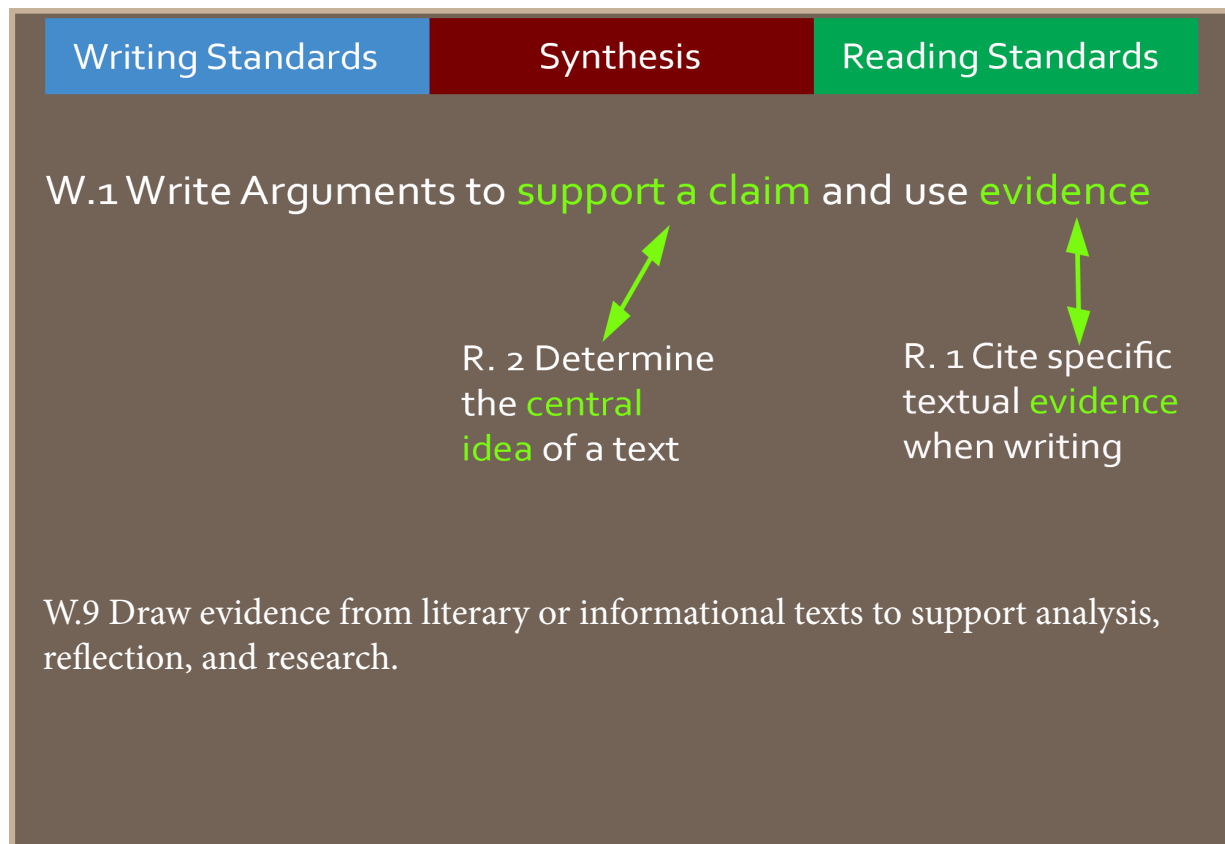 Writing Standards
Synthesis
Reading Standards
W.1 Write Arguments to support a claim and use evidence
R. 2 Determine
the central
idea of a text
R. 1 Cite specific
textual evidence
when writing
W.9 Draw evidence from literary or informational texts to support analysis,
reflection, and research.